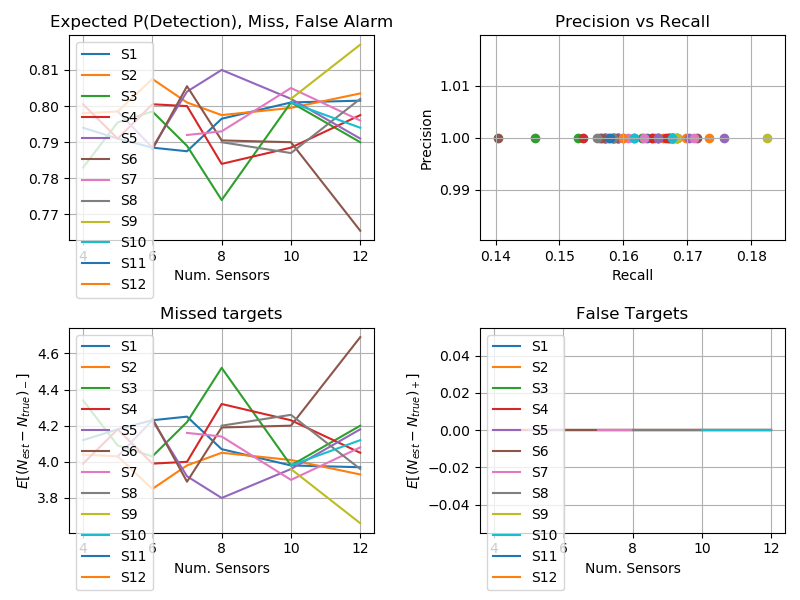 Expected P(Detection), Miss, False Alarm
0.81
0.80
0.79
0.78
0.77
4
6
8
10
12
Num. Sensors
S1
S2
S3
S4
S5
S6
S7
S8
S9
S10
S11
S12
Precision vs Recall
Precision
1.01
1.00
0.99
0.14
0.15
0.16
0.17
0.18
Recall
Missed targets
E[(N_est − N_true)_−]
4.6
4.4
4.2
4.0
3.8
4
6
8
10
12
Num. Sensors
S1
S2
S3
S4
S5
S6
S7
S8
S9
S10
S11
S12
False Targets
E[(N_est − N_true)_+]
0.04
0.02
0.00
−0.02
−0.04
4
6
8
10
12
Num. Sensors
S1
S2
S3
S4
S5
S6
S7
S8
S9
S10
S11
S12